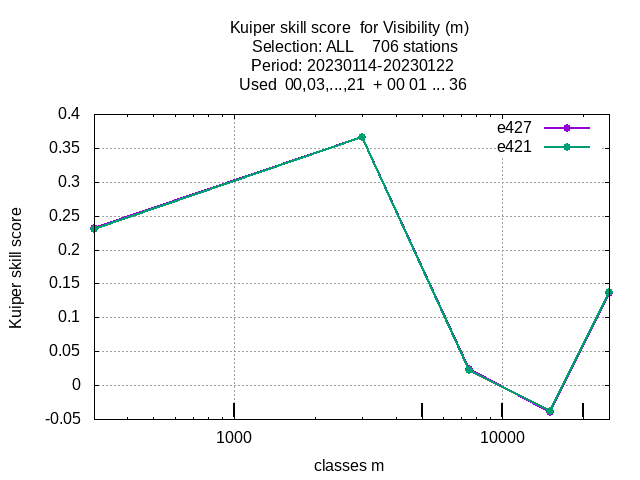 Kuiper skill score  for Visibility (m)
Selection: ALL    706 stations
Period: 20230114-20230122
Used  00,03,...,21  + 00 01 ... 36
e427
e421
0.4
0.35
0.3
0.25
0.2
0.15
0.1
0.05
0
-0.05
Kuiper skill score
1000
10000
classes m